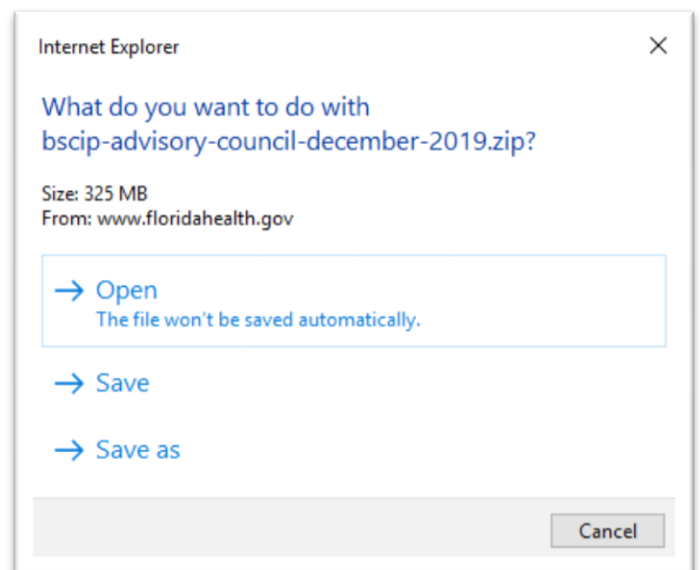 Internet Explorer
What do you want to do with
bscip-advisory-council-december-2019.zip?
Size: 325 MB
From: www.floridahealth.gov
Open
The file won't be saved automatically.
Save
Save as
Cancel